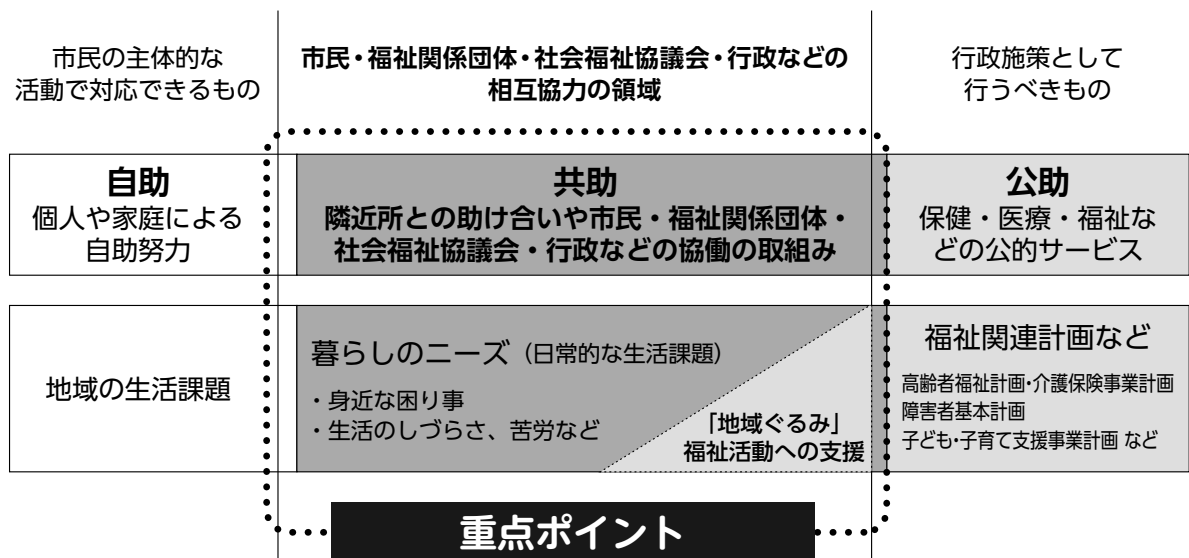 市民の主体的な
活動で対応できるもの
市民・福祉関係団体・社会福祉協議会・行政などの
相互協力の領域
行政施策として
行うべきもの
自助
個人や家庭による
自助努力
共助
隣近所との助け合いや市民・福祉関係団体・
社会福祉協議会・行政などの協働の取組み
公助
保健・医療・福祉な
どの公的サービス
地域の生活課題
暮らしのニーズ（日常的な生活課題）
・身近な困り事
・生活のしづらさ、苦労など
「地域ぐるみ」
福祉活動への支援
福祉関連計画など
高齢者福祉計画・介護保険事業計画
障害者基本計画
子ども・子育て支援事業計画 など
重点ポイント